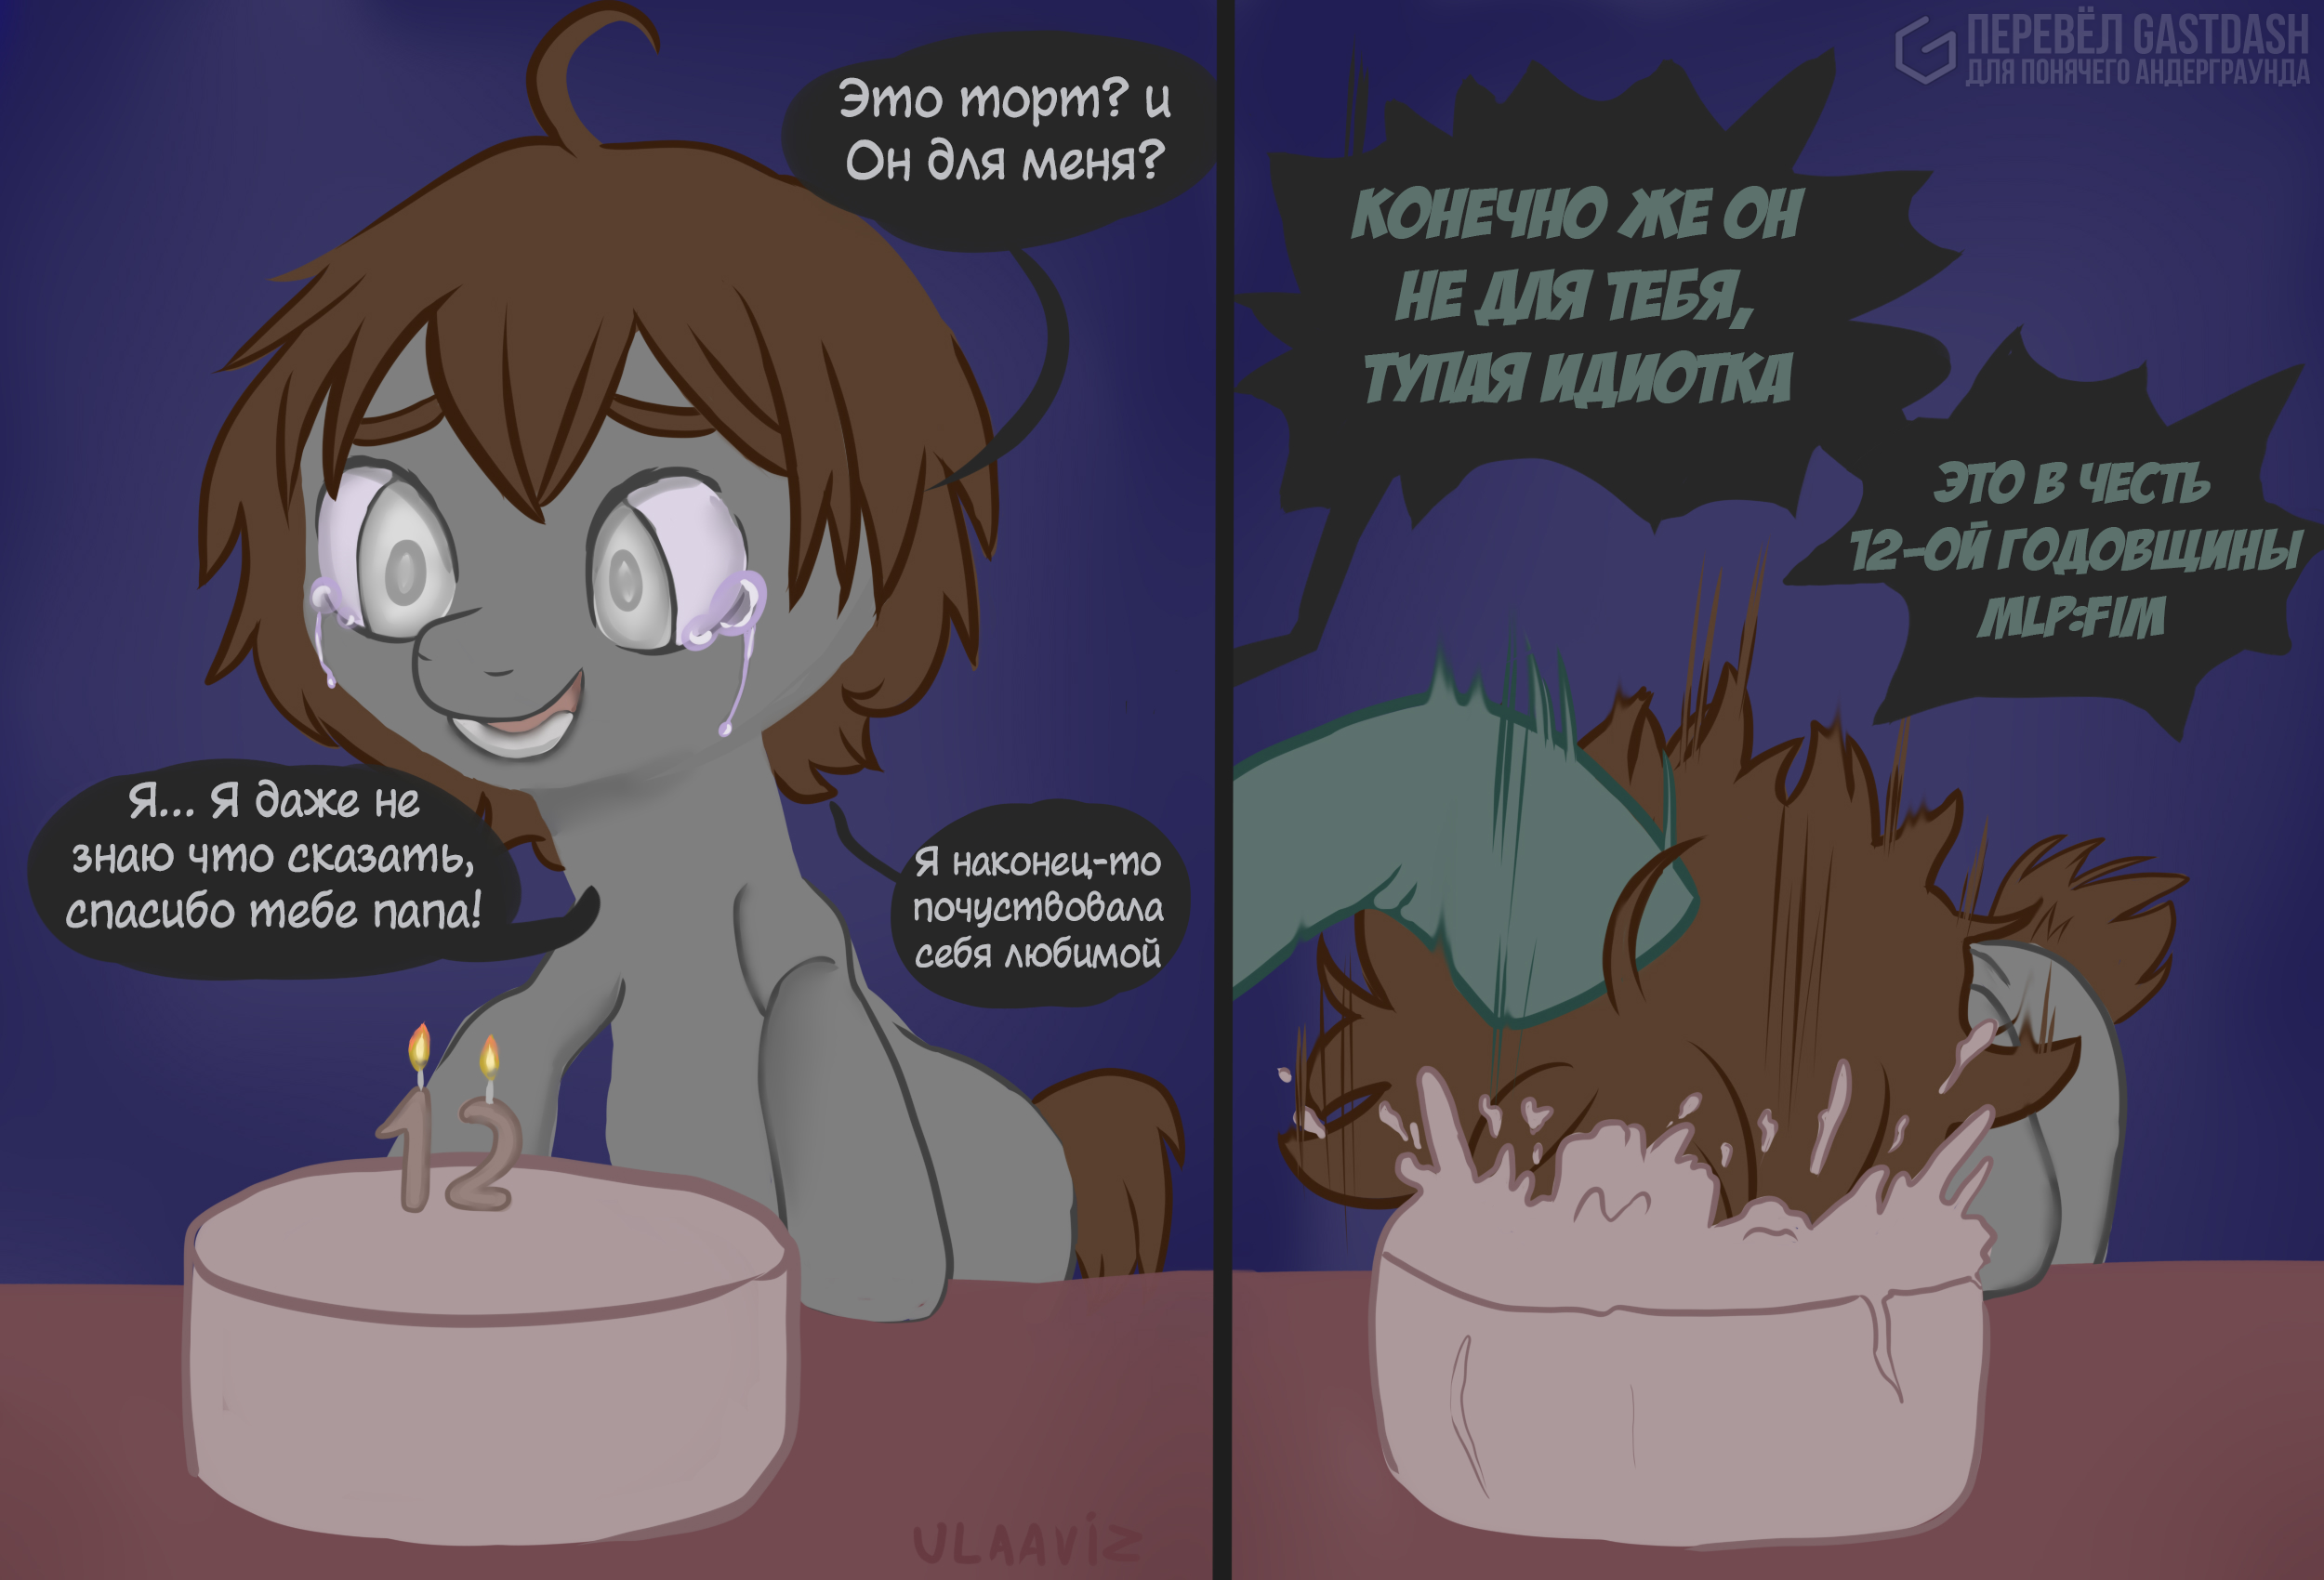 Это торт? и
Он для меня?
Я... Я даже не
знаю что сказать,
спасибо тебе папа!
Я наконец-то
почуствовала
себя любимой
12
ULAAViZ
ПЕРЕВЁЛ GASTDASH
ДЛЯ ПОНЯЧЕГО АНДЕРГРАУНДА
КОНЕЧНО ЖЕ ОН
НЕ ДЛЯ ТЕБЯ,
ТУПАЯ ИДИОТКА
ЭТО В ЧЕСТЬ
12-ОЙ ГОДОВЩИНЫ
MLP:FIM